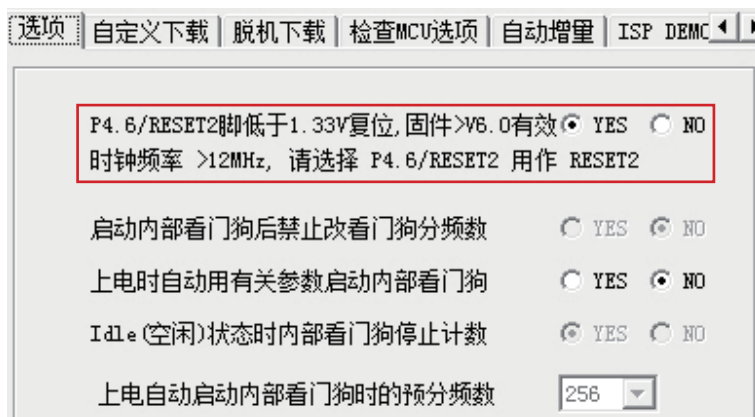 选项 自定义下载 脱机下载 检查MCU选项 自动增量 ISP DEMO
P4.6/RESET2脚低于1.33V复位,固件>V6.0有效 YES NO
时钟频率 >12MHz, 请选择 P4.6/RESET2 用作 RESET2
启动内部看门狗后禁止改看门狗分频数 YES NO
上电时自动用有关参数启动内部看门狗 YES NO
Idle(空闲)状态时内部看门狗停止计数 YES NO
上电自动启动内部看门狗时的预分频数 256